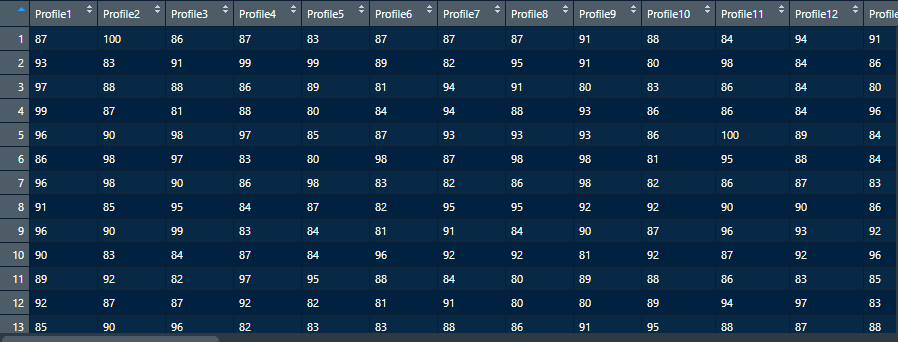 Profile1 Profile2 Profile3 Profile4 Profile5 Profile6 Profile7 Profile8 Profile9 Profile10 Profile11 Profile12 Profile
1 87 100 86 87 83 87 87 87 91 88 84 94 91
2 93 83 91 99 99 89 82 95 91 80 98 84 86
3 97 88 88 86 89 81 94 91 80 83 86 84 80
4 99 87 81 88 80 84 94 88 93 86 86 84 96
5 96 90 98 97 85 87 93 93 93 86 100 89 84
6 86 98 97 83 80 98 87 98 98 81 95 88 84
7 96 98 90 86 98 83 82 86 98 82 86 87 83
8 91 85 95 84 87 82 95 95 92 92 90 90 86
9 96 90 99 83 84 81 91 84 90 87 96 93 92
10 90 83 84 87 84 96 92 92 81 92 87 92 96
11 89 92 82 97 95 88 84 80 89 88 86 83 85
12 92 87 87 92 82 81 91 80 80 89 94 97 83
13 85 90 96 82 83 83 88 86 91 95 88 87 88